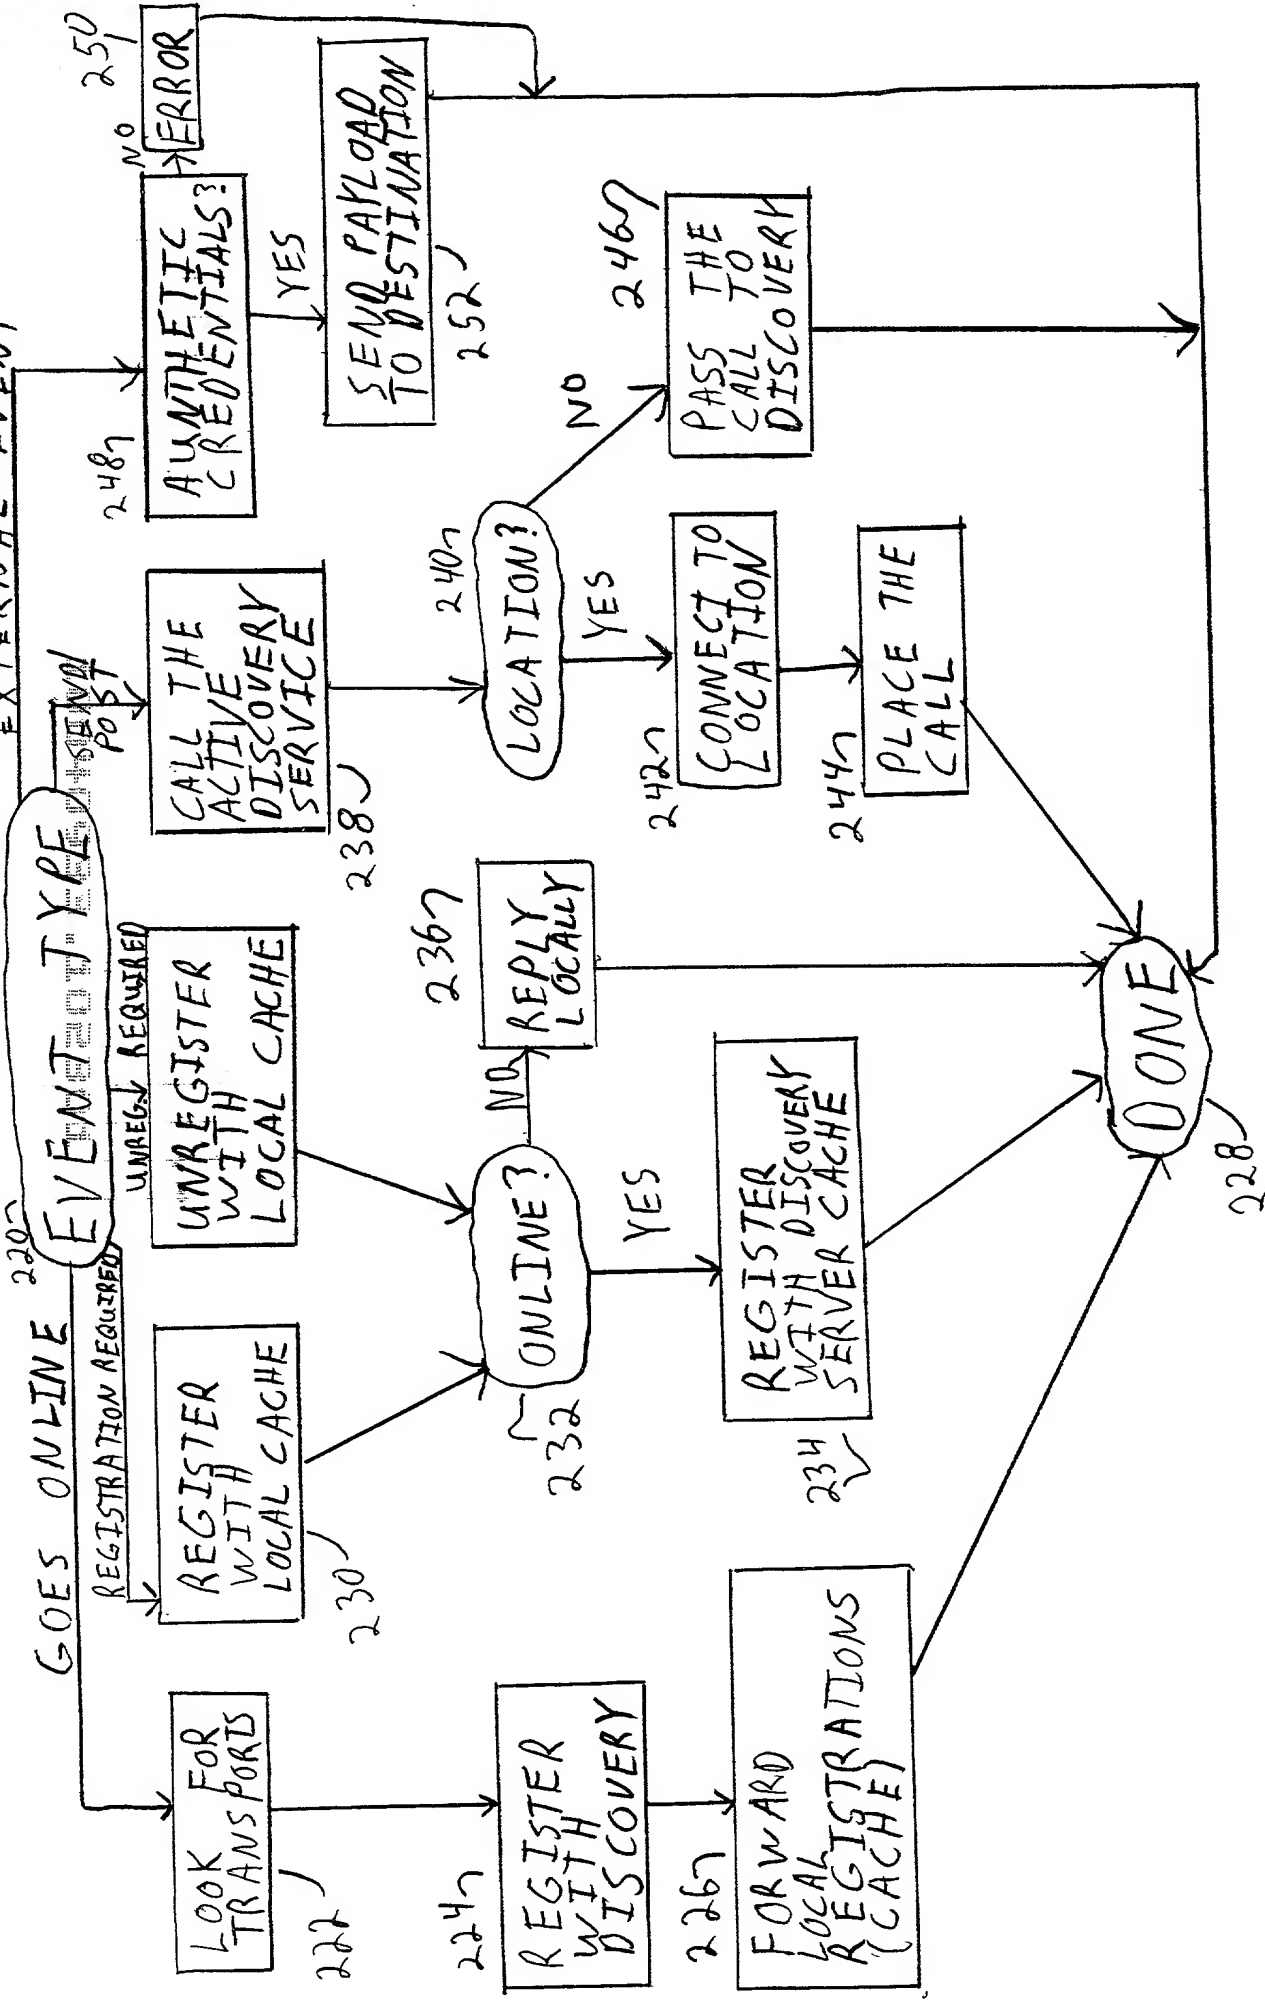 220
EVENT TYPE
GOES ONLINE
REGISTRATION REQUIRED
UNREG. REQUIRED
SEND/
POST
EXTERNAL EVENT
LOOK FOR
TRANSPORTS
222
REGISTER
WITH
DISCOVERY
224
FORWARD
LOCAL
REGISTRATIONS
(CACHE)
226
REGISTER
WITH
LOCAL CACHE
230
UNREGISTER
WITH
LOCAL CACHE
ONLINE?
232
NO
YES
236
REPLY
LOCALLY
REGISTER
WITH DISCOVERY
SERVER CACHE
234
CALL THE
ACTIVE
DISCOVERY
SERVICE
238
240
LOCATION?
YES
NO
242
CONNECT TO
LOCATION
244
PLACE THE
CALL
246
PASS THE
CALL TO
DISCOVERY
248
AUNTHETIC
CREDENTIALS?
NO
250
ERROR
YES
SEND PAYLOAD
TO DESTINATION
252
DONE
228